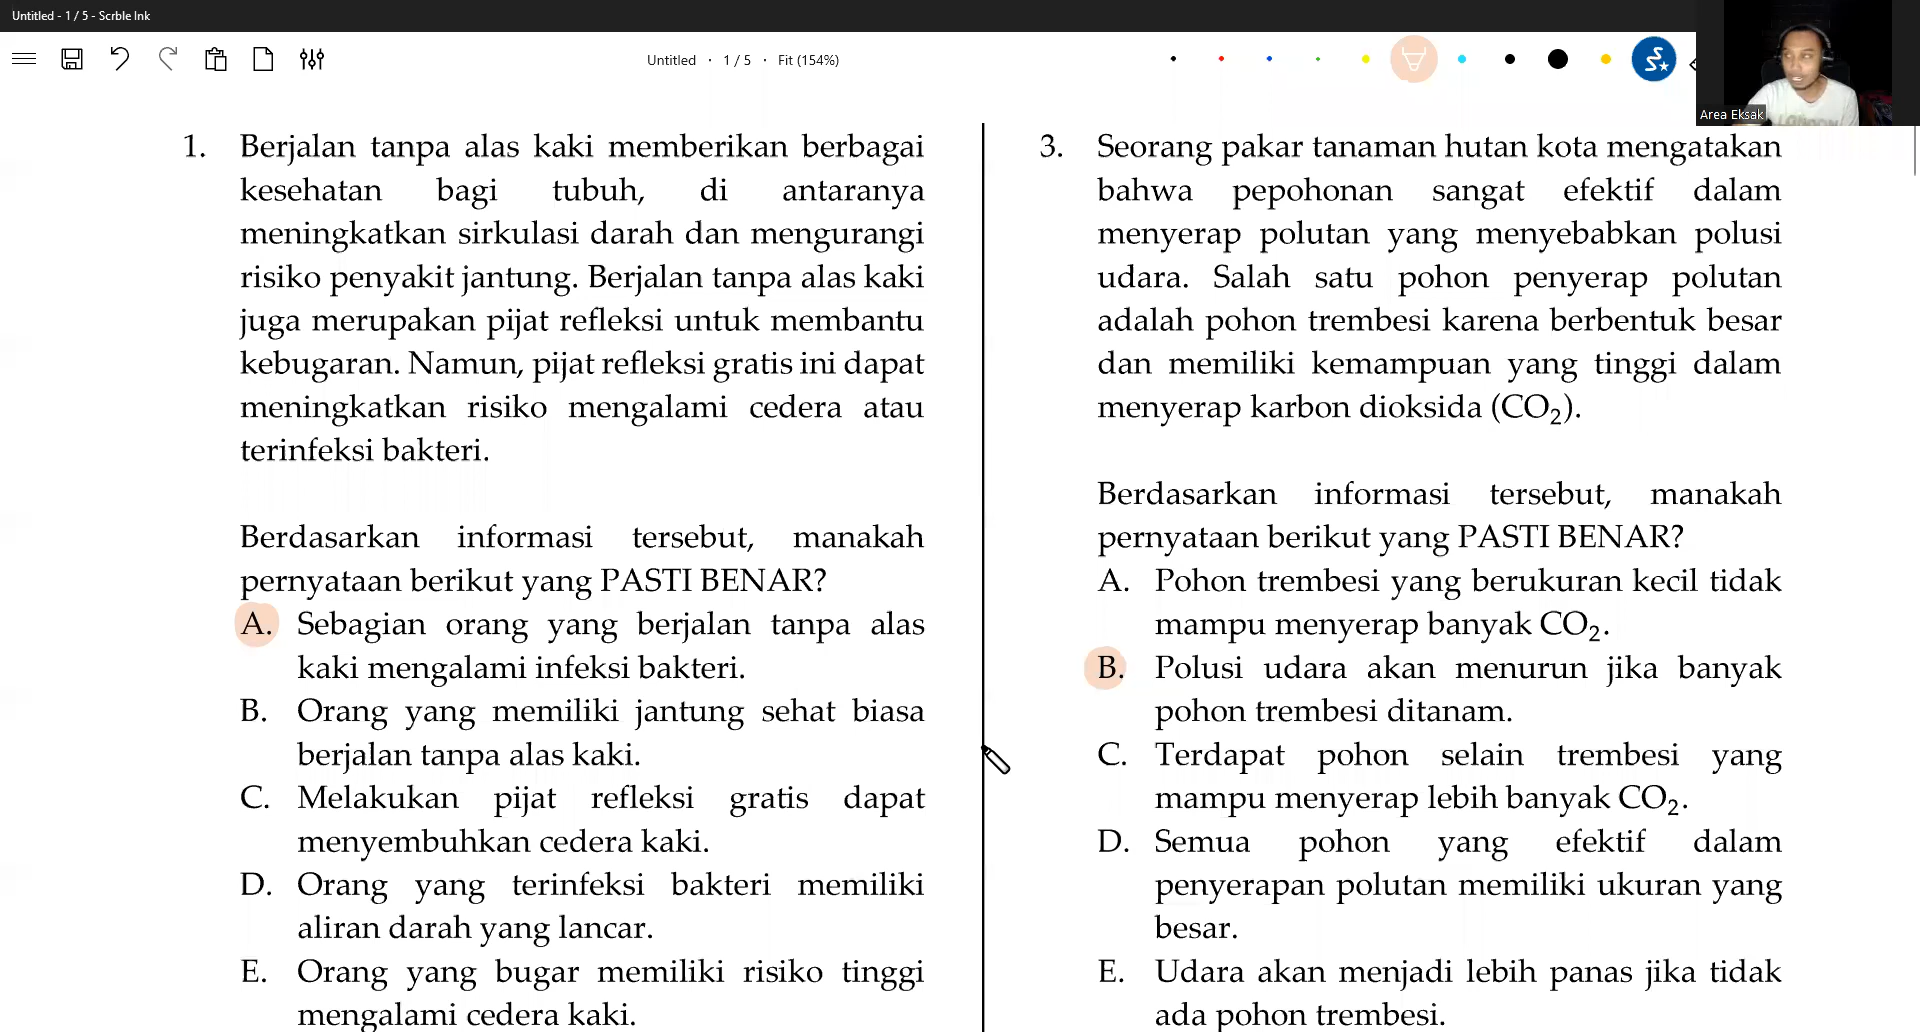 Untitled - 1 / 5 - Scrble Ink
Untitled · 1 / 5 · Fit (154%)
Area Eksak
1. Berjalan tanpa alas kaki memberikan berbagai
kesehatan bagi tubuh, di antaranya
meningkatkan sirkulasi darah dan mengurangi
risiko penyakit jantung. Berjalan tanpa alas kaki
juga merupakan pijat refleksi untuk membantu
kebugaran. Namun, pijat refleksi gratis ini dapat
meningkatkan risiko mengalami cedera atau
terinfeksi bakteri.
Berdasarkan informasi tersebut, manakah
pernyataan berikut yang PASTI BENAR?
A. Sebagian orang yang berjalan tanpa alas
kaki mengalami infeksi bakteri.
B. Orang yang memiliki jantung sehat biasa
berjalan tanpa alas kaki.
C. Melakukan pijat refleksi gratis dapat
menyembuhkan cedera kaki.
D. Orang yang terinfeksi bakteri memiliki
aliran darah yang lancar.
E. Orang yang bugar memiliki risiko tinggi
mengalami cedera kaki.
3. Seorang pakar tanaman hutan kota mengatakan
bahwa pepohonan sangat efektif dalam
menyerap polutan yang menyebabkan polusi
udara. Salah satu pohon penyerap polutan
adalah pohon trembesi karena berbentuk besar
dan memiliki kemampuan yang tinggi dalam
menyerap karbon dioksida (CO₂).
Berdasarkan informasi tersebut, manakah
pernyataan berikut yang PASTI BENAR?
A. Pohon trembesi yang berukuran kecil tidak
mampu menyerap banyak CO₂.
B. Polusi udara akan menurun jika banyak
pohon trembesi ditanam.
C. Terdapat pohon selain trembesi yang
mampu menyerap lebih banyak CO₂.
D. Semua pohon yang efektif dalam
penyerapan polutan memiliki ukuran yang
besar.
E. Udara akan menjadi lebih panas jika tidak
ada pohon trembesi.